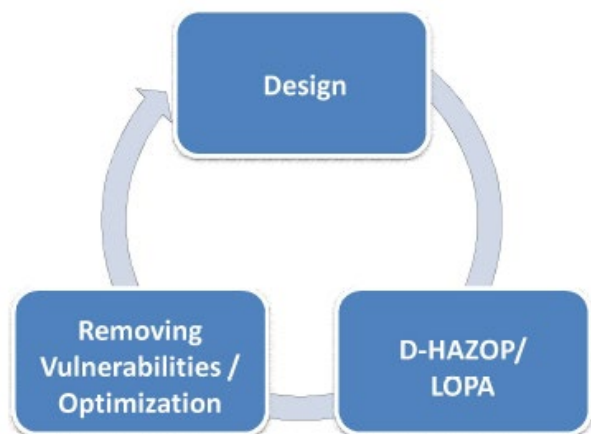 Design
Removing
Vulnerabilities /
Optimization
D-HAZOP/
LOPA